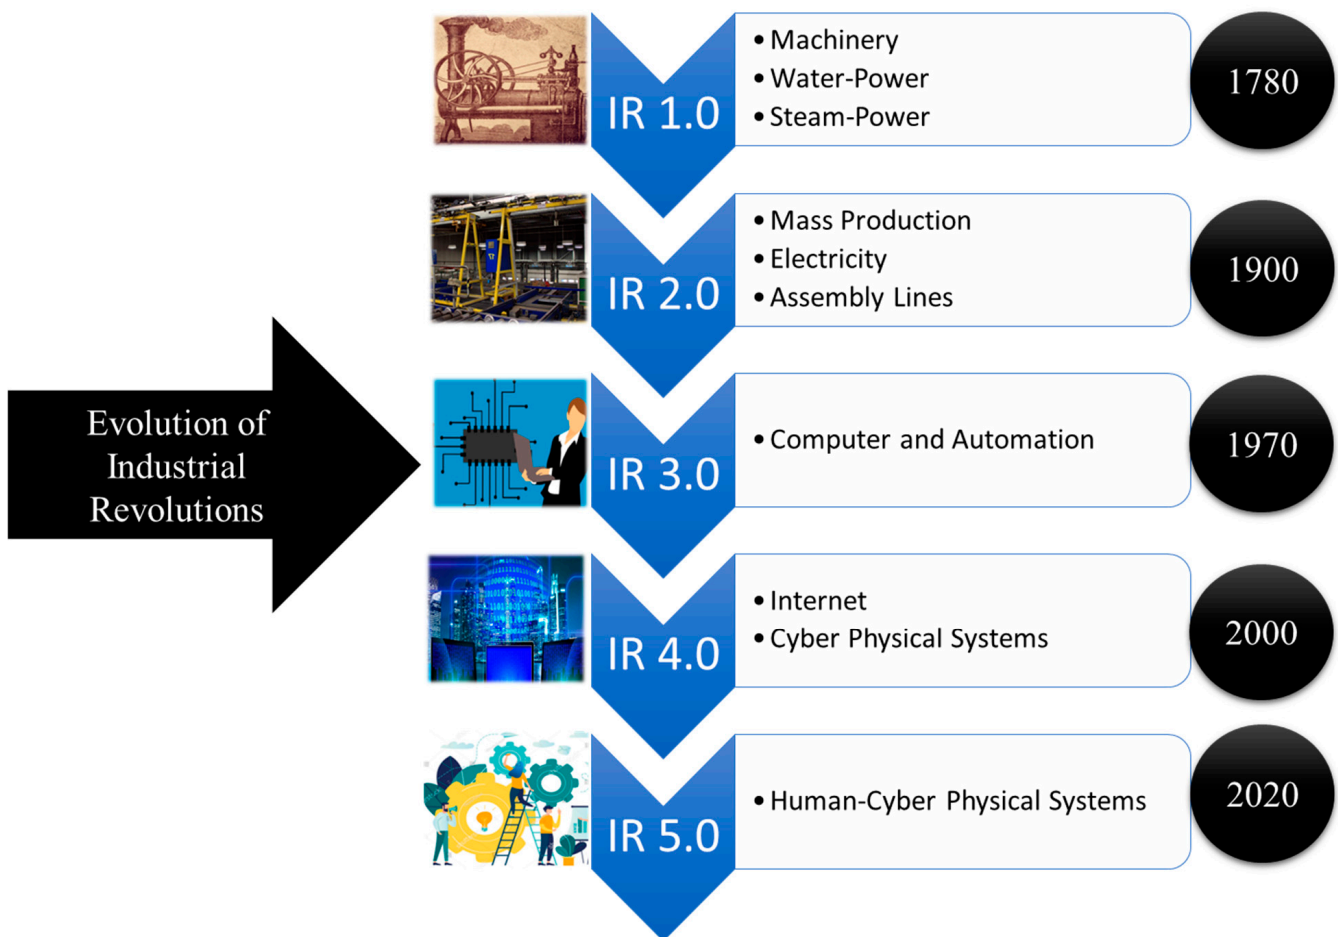 Evolution of
Industrial
Revolutions
IR 1.0
• Machinery
• Water-Power
• Steam-Power
1780
IR 2.0
• Mass Production
• Electricity
• Assembly Lines
1900
IR 3.0
• Computer and Automation
1970
IR 4.0
• Internet
• Cyber Physical Systems
2000
IR 5.0
• Human-Cyber Physical Systems
2020